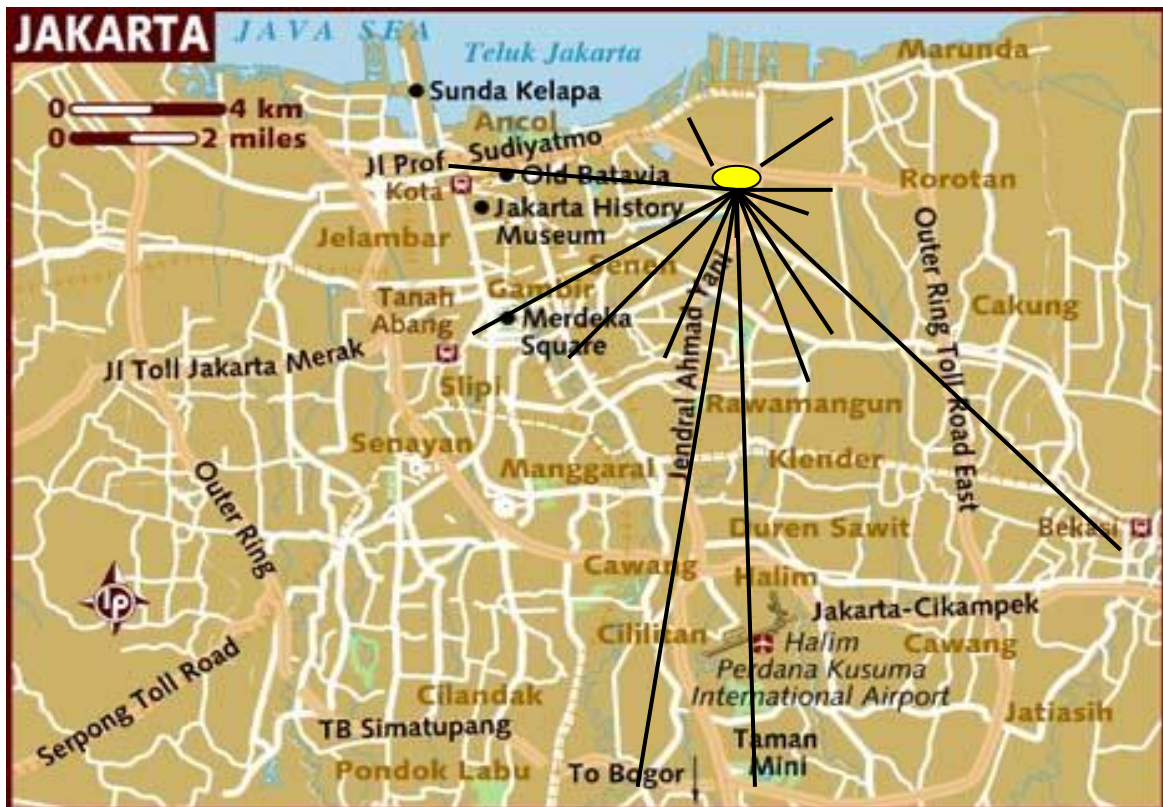 JAKARTA
JAVA SEA
Teluk Jakarta
Marunda
0 4 km
0 2 miles
Sunda Kelapa
Ancol
Sudiyatmo
Jl Prof
Old Batavia
Kota
Rorotan
Jakarta History
Museum
Jelambar
Senen
Outer Ring Toll Road East
Gambir
Tanah
Abang
Merdeka
Square
Cakung
Jl Toll Jakarta Merak
Jendral Ahmad Yani
Slipi
Rawamangun
Senayan
Manggarai
Klender
Outer Ring
Duren Sawit
Bekasi
Cawang
Halim
lp
Jakarta-Cikampek
Cililitan
Halim
Perdana Kusuma
International Airport
Cawang
Serpong Toll Road
Cilandak
Jatiasih
TB Simatupang
Taman
Mini
Pondok Labu
To Bogor